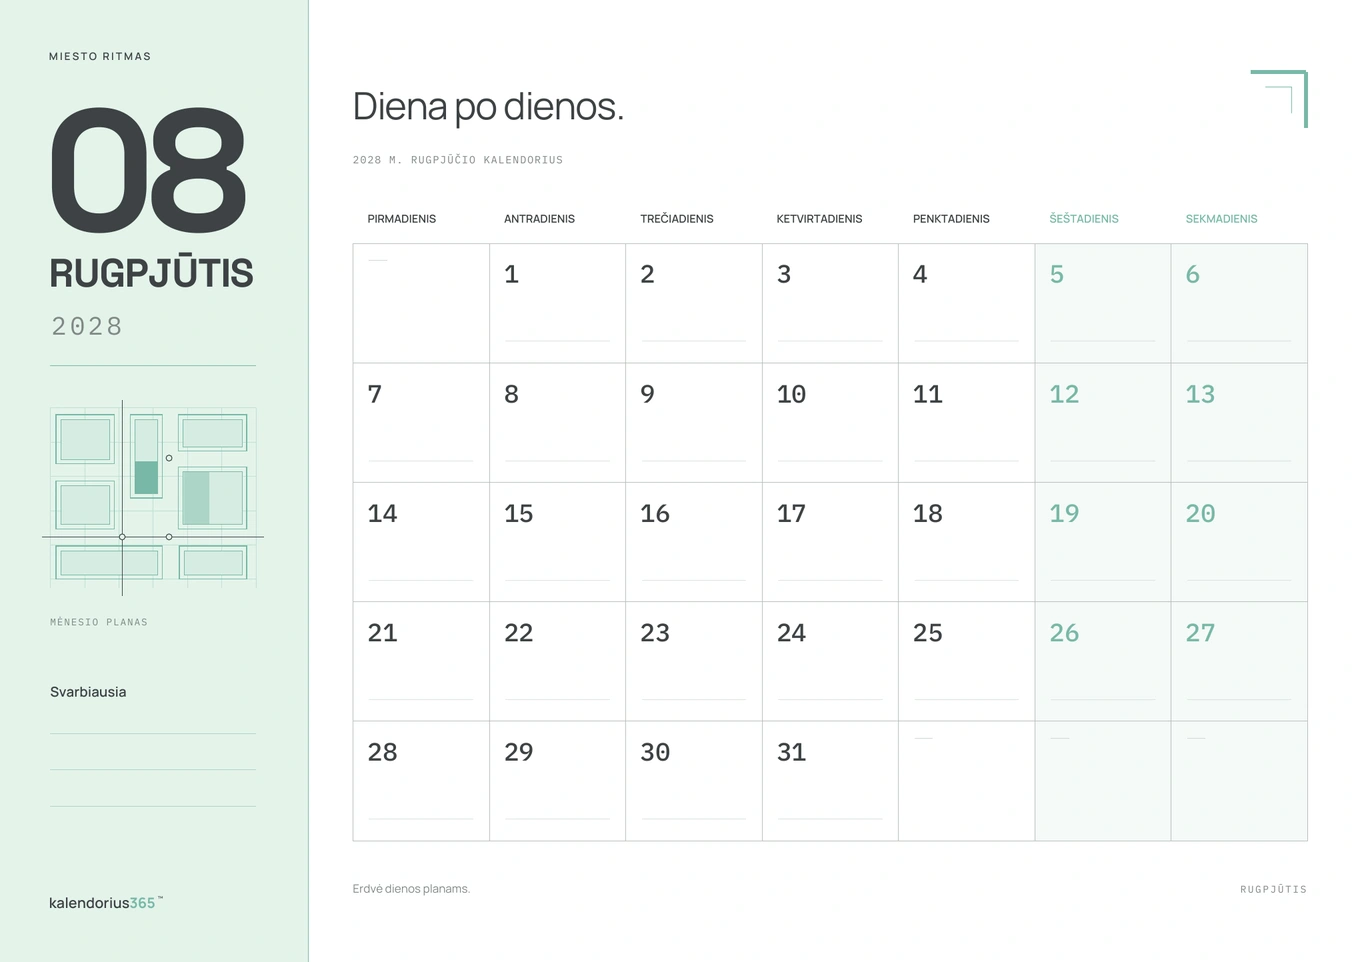 MIESTO RITMAS
08
RUGPJŪTIS
2028
MĖNESIO PLANAS
Svarbiausia
kalendorius365™
Diena po dienos.
2028 M. RUGPJŪČIO KALENDORIUS
PIRMADIENIS ANTRADIENIS TREČIADIENIS KETVIRTADIENIS PENKTADIENIS ŠEŠTADIENIS SEKMADIENIS
1 2 3 4 5 6
7 8 9 10 11 12 13
14 15 16 17 18 19 20
21 22 23 24 25 26 27
28 29 30 31
Erdvė dienos planams.
RUGPJŪTIS